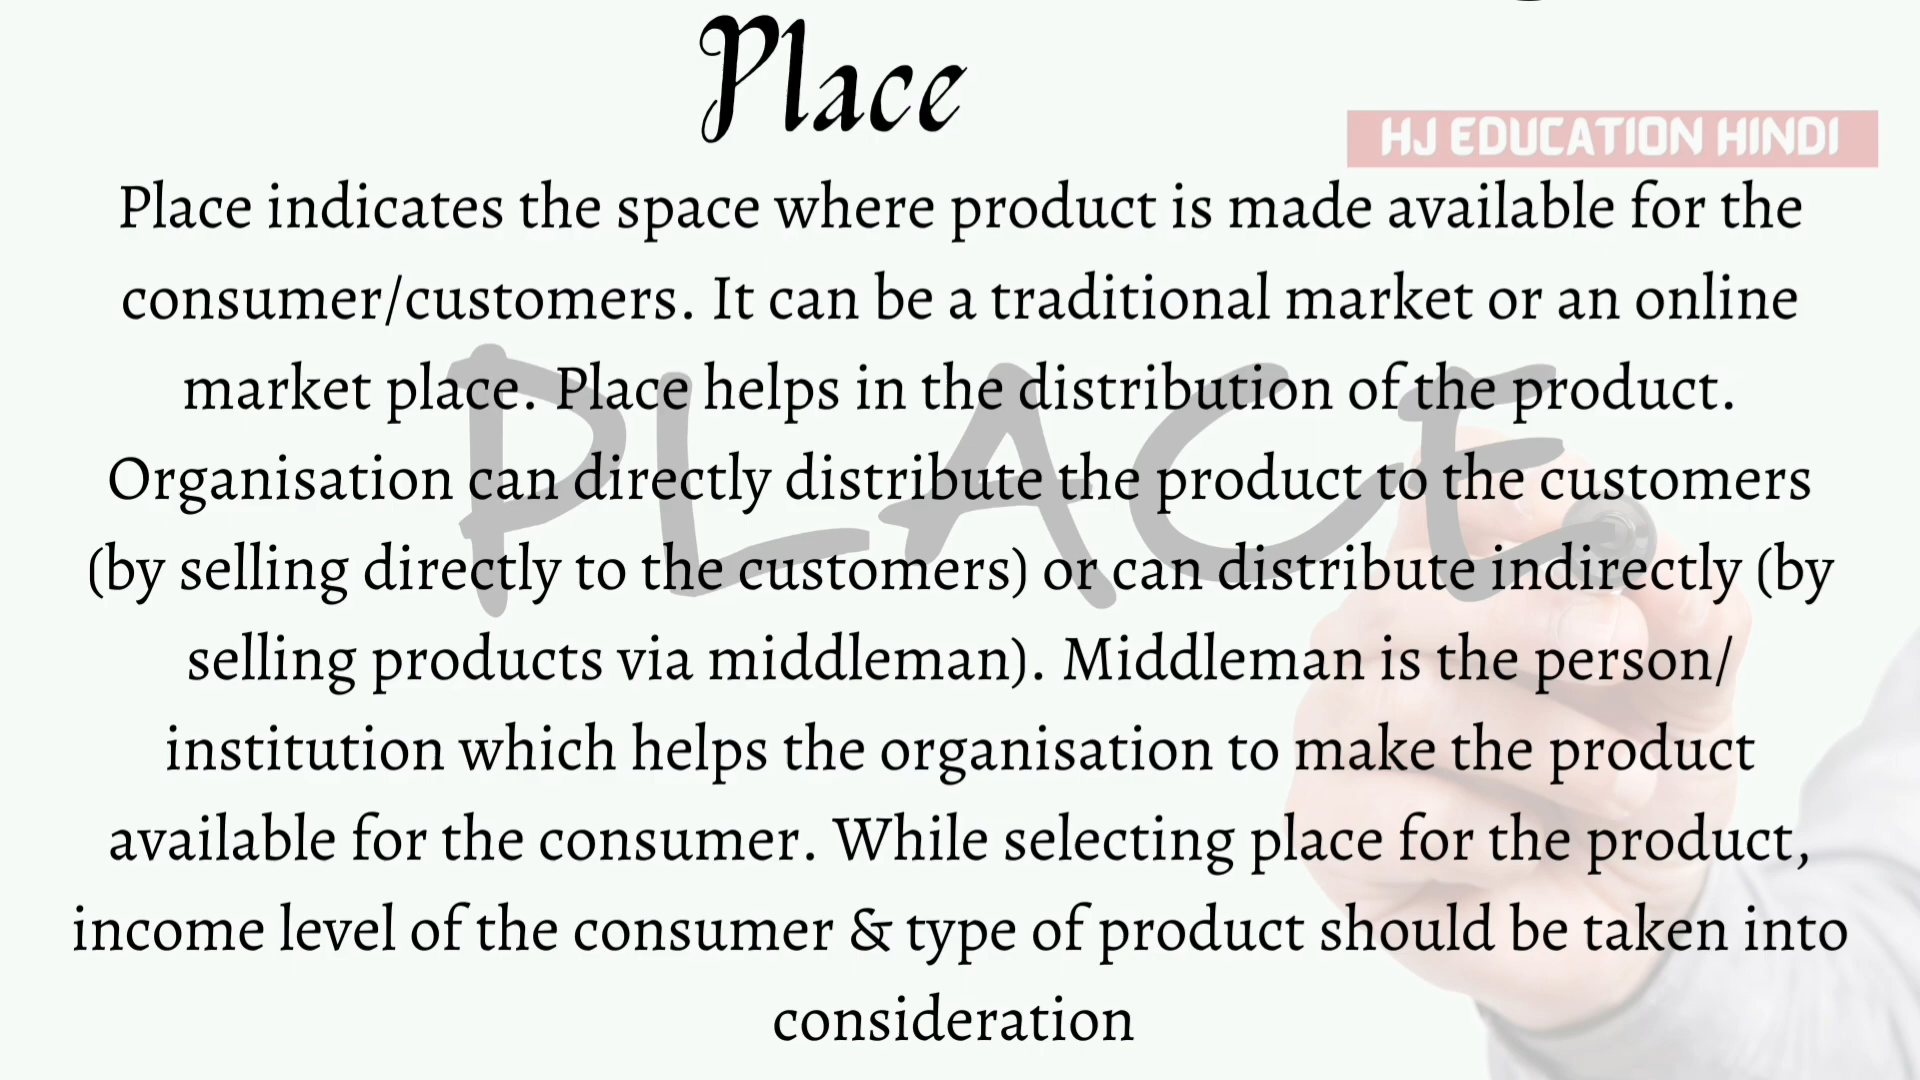 Place
HJ EDUCATION HINDI
Place indicates the space where product is made available for the
consumer/customers. It can be a traditional market or an online
market place. Place helps in the distribution of the product.
Organisation can directly distribute the product to the customers
(by selling directly to the customers) or can distribute indirectly (by
selling products via middleman). Middleman is the person/
institution which helps the organisation to make the product
available for the consumer. While selecting place for the product,
income level of the consumer & type of product should be taken into
consideration
PLACE